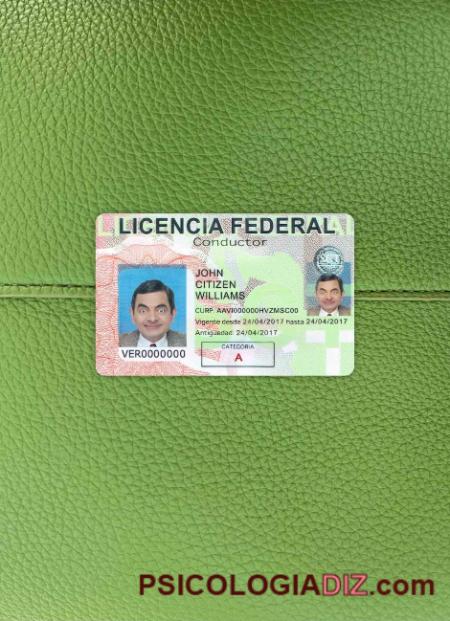 LICENCIA FEDERAL
Conductor
JOHN
CITIZEN
WILLIAMS
CURP. AAVI000000HVZMSC00
Vigente desde 24/04/2017 hasta 24/04/2017
Antiguedad: 24/04/2017
VER0000000
CATEGORIA
A
PSICOLOGIADIZ.com